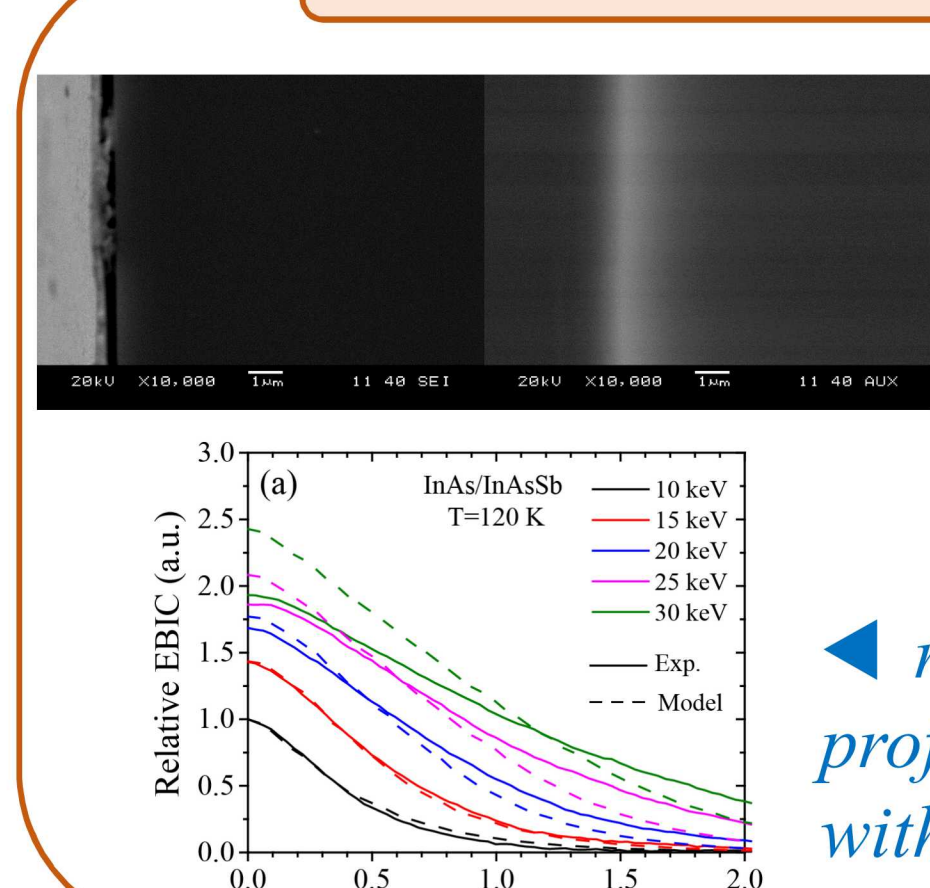 20kU X10,000 1µm 11 40 SEI
20kU X10,000 1µm 11 40 AUX
(a)
InAs/InAsSb
T=120 K
10 keV
15 keV
20 keV
25 keV
30 keV
Exp.
Model
Relative EBIC (a.u.)
3.0
2.5
2.0
1.5
1.0
0.5
0.0
0.0 0.5 1.0 1.5 2.0
with